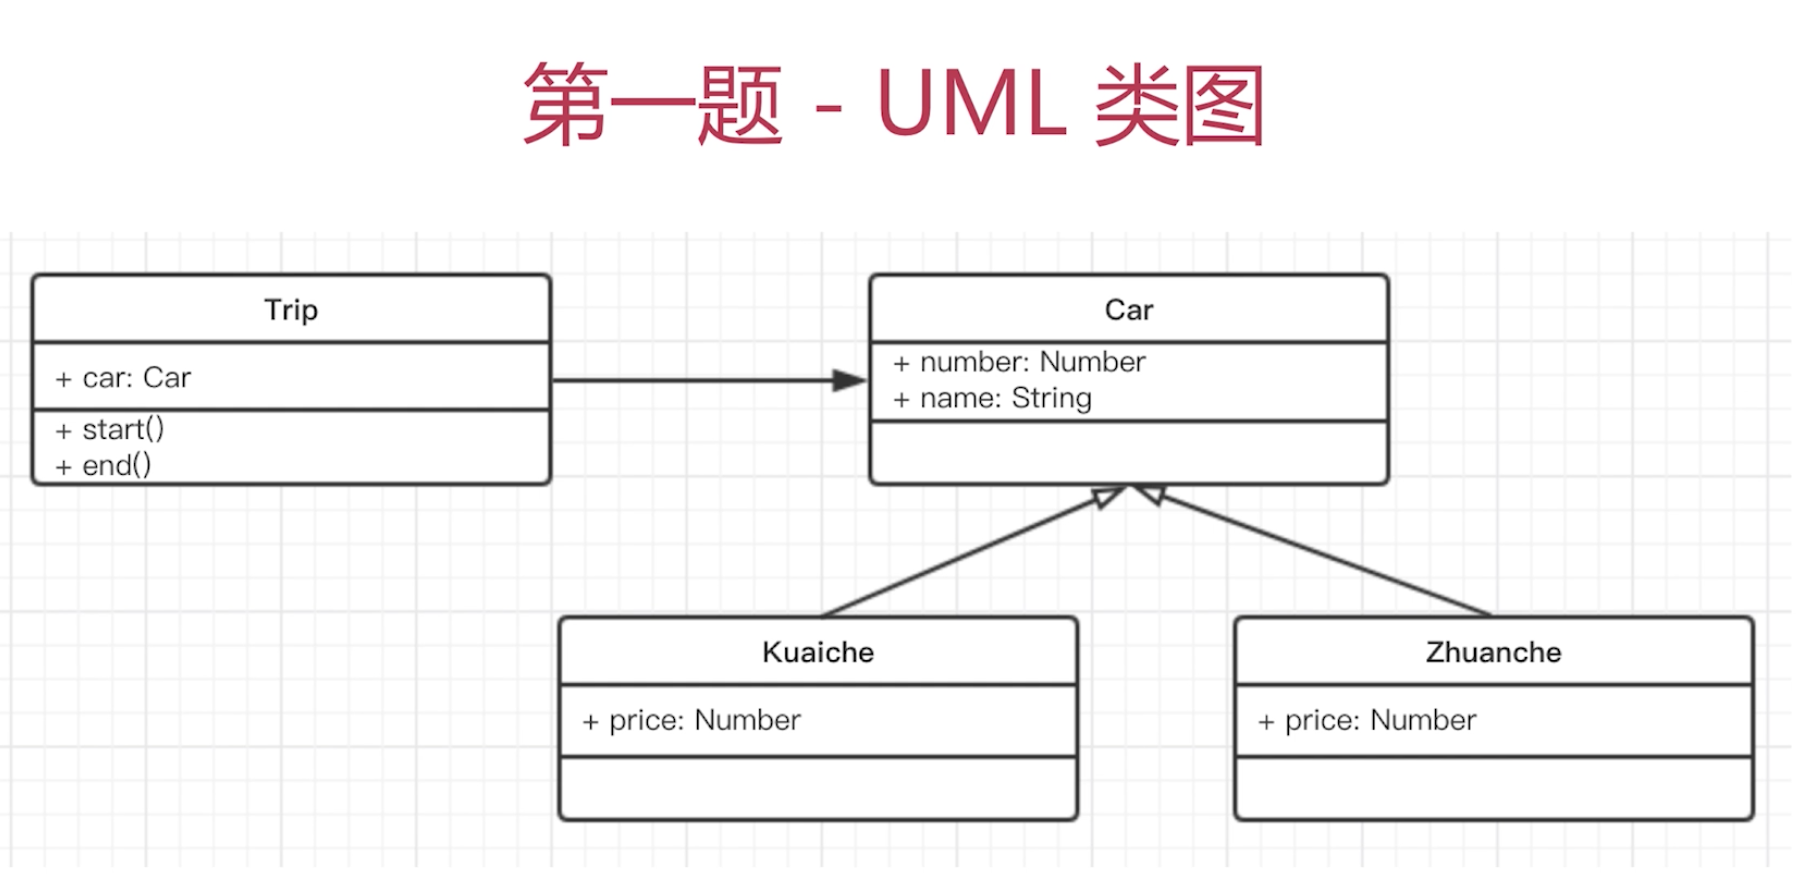 第一题 - UML 类图
Trip
+ car: Car
+ start()
+ end()
Car
+ number: Number
+ name: String
Kuaiche
+ price: Number
Zhuanche
+ price: Number